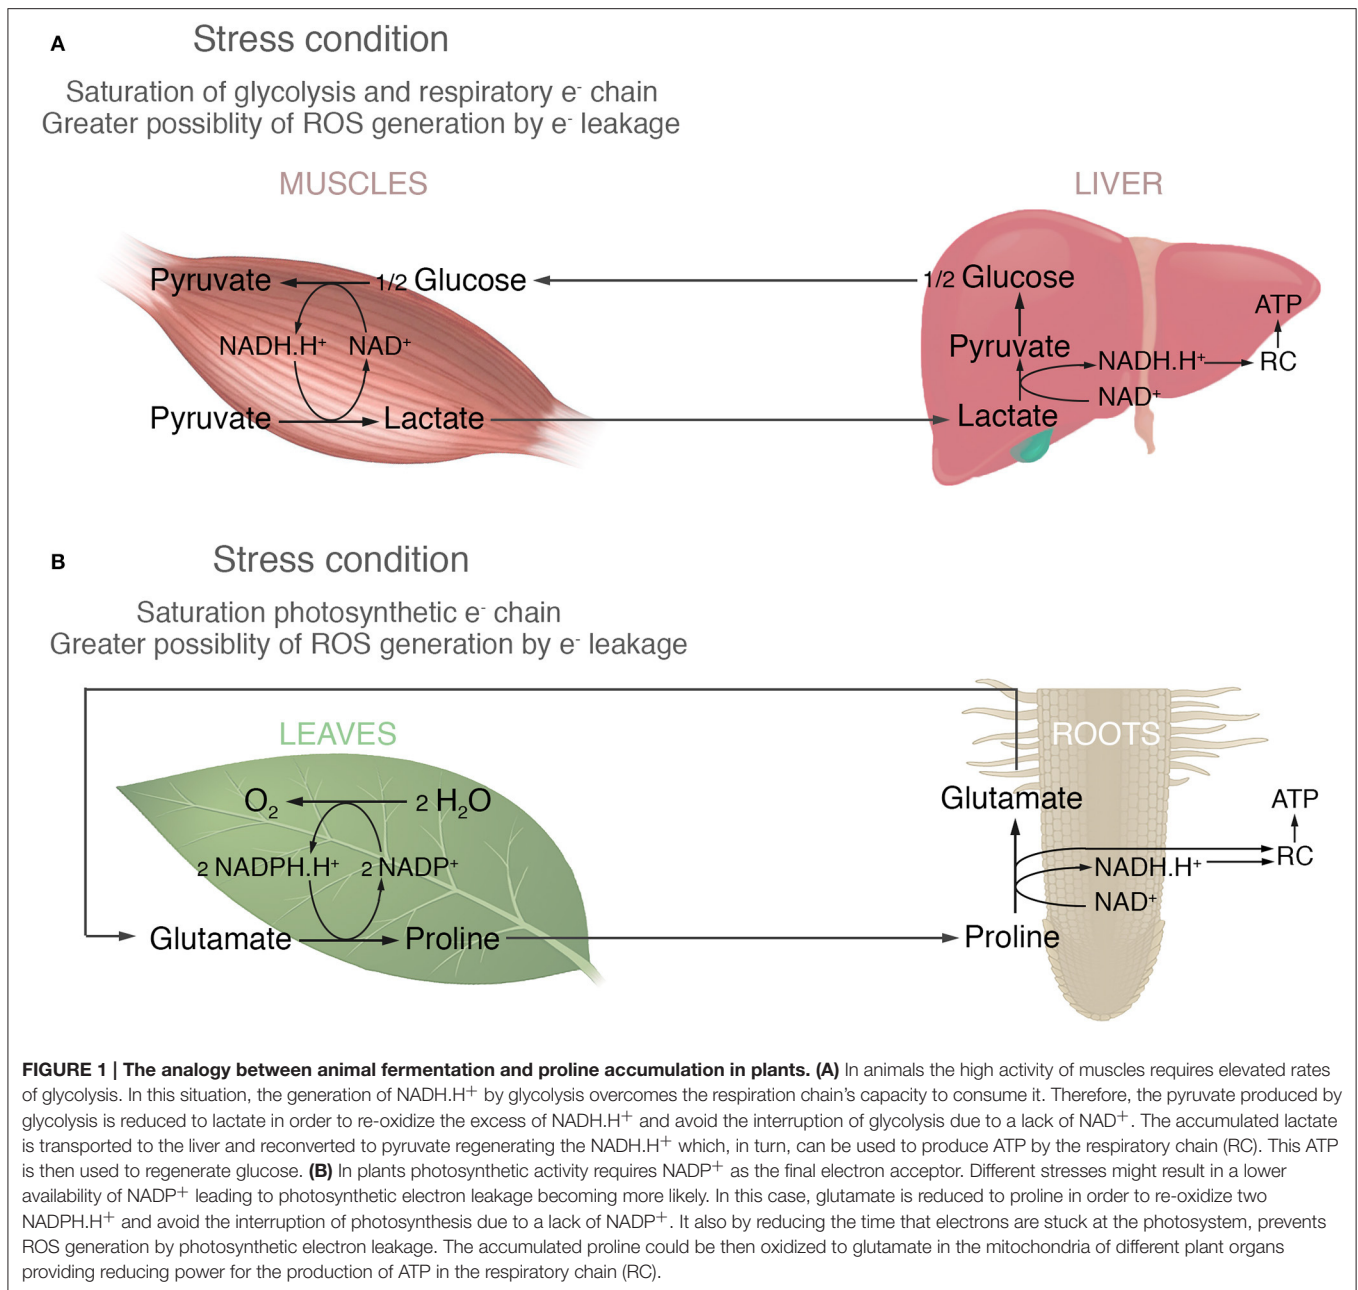 A
Stress condition
Saturation of glycolysis and respiratory e⁻ chain
Greater possiblity of ROS generation by e⁻ leakage
MUSCLES
LIVER
Pyruvate
1/2 Glucose
1/2 Glucose
ATP
NADH.H⁺
NAD⁺
Pyruvate
NADH.H⁺
RC
NAD⁺
Pyruvate
Lactate
Lactate
B
Stress condition
Saturation photosynthetic e⁻ chain
Greater possiblity of ROS generation by e⁻ leakage
LEAVES
ROOTS
O₂
2 H₂O
Glutamate
ATP
2 NADPH.H⁺
2 NADP⁺
NADH.H⁺
RC
NAD⁺
Glutamate
Proline
Proline
FIGURE 1 | The analogy between animal fermentation and proline accumulation in plants. (A) In animals the high activity of muscles requires elevated rates
of glycolysis. In this situation, the generation of NADH.H⁺ by glycolysis overcomes the respiration chain's capacity to consume it. Therefore, the pyruvate produced by
glycolysis is reduced to lactate in order to re-oxidize the excess of NADH.H⁺ and avoid the interruption of glycolysis due to a lack of NAD⁺. The accumulated lactate
is transported to the liver and reconverted to pyruvate regenerating the NADH.H⁺ which, in turn, can be used to produce ATP by the respiratory chain (RC). This ATP
is then used to regenerate glucose. (B) In plants photosynthetic activity requires NADP⁺ as the final electron acceptor. Different stresses might result in a lower
availability of NADP⁺ leading to photosynthetic electron leakage becoming more likely. In this case, glutamate is reduced to proline in order to re-oxidize two
NADPH.H⁺ and avoid the interruption of photosynthesis due to a lack of NADP⁺. It also by reducing the time that electrons are stuck at the photosystem, prevents
ROS generation by photosynthetic electron leakage. The accumulated proline could be then oxidized to glutamate in the mitochondria of different plant organs
providing reducing power for the production of ATP in the respiratory chain (RC).